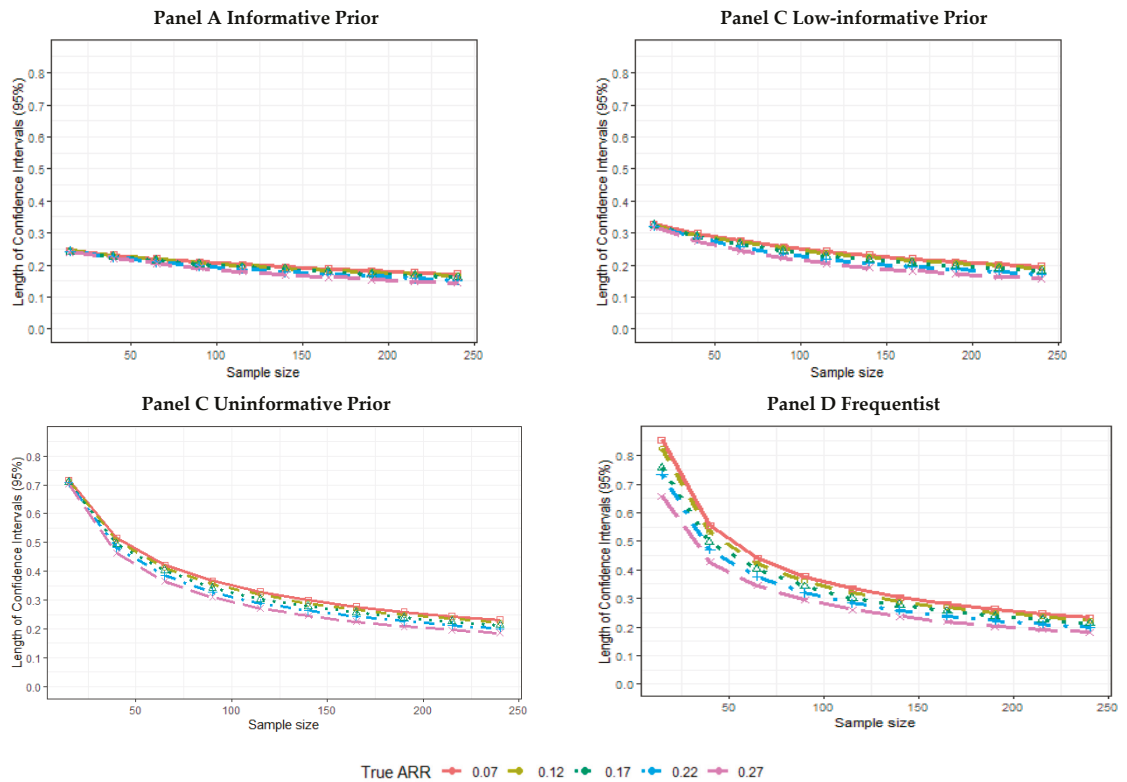 Panel A Informative Prior
Length of Confidence Intervals (95%)
0.8
0.7
0.6
0.5
0.4
0.3
0.2
0.1
0.0
50 100 150 200 250
Sample size
Panel C Low-informative Prior
Length of Confidence Intervals (95%)
0.8
0.7
0.6
0.5
0.4
0.3
0.2
0.1
0.0
50 100 150 200 250
Sample size
Panel C Uninformative Prior
Length of Confidence Intervals (95%)
0.8
0.7
0.6
0.5
0.4
0.3
0.2
0.1
0.0
50 100 150 200 250
Sample size
Panel D Frequentist
Length of Confidence Intervals (95%)
0.8
0.7
0.6
0.5
0.4
0.3
0.2
0.1
0.0
50 100 150 200 250
Sample size
True ARR 0.07 0.12 0.17 0.22 0.27